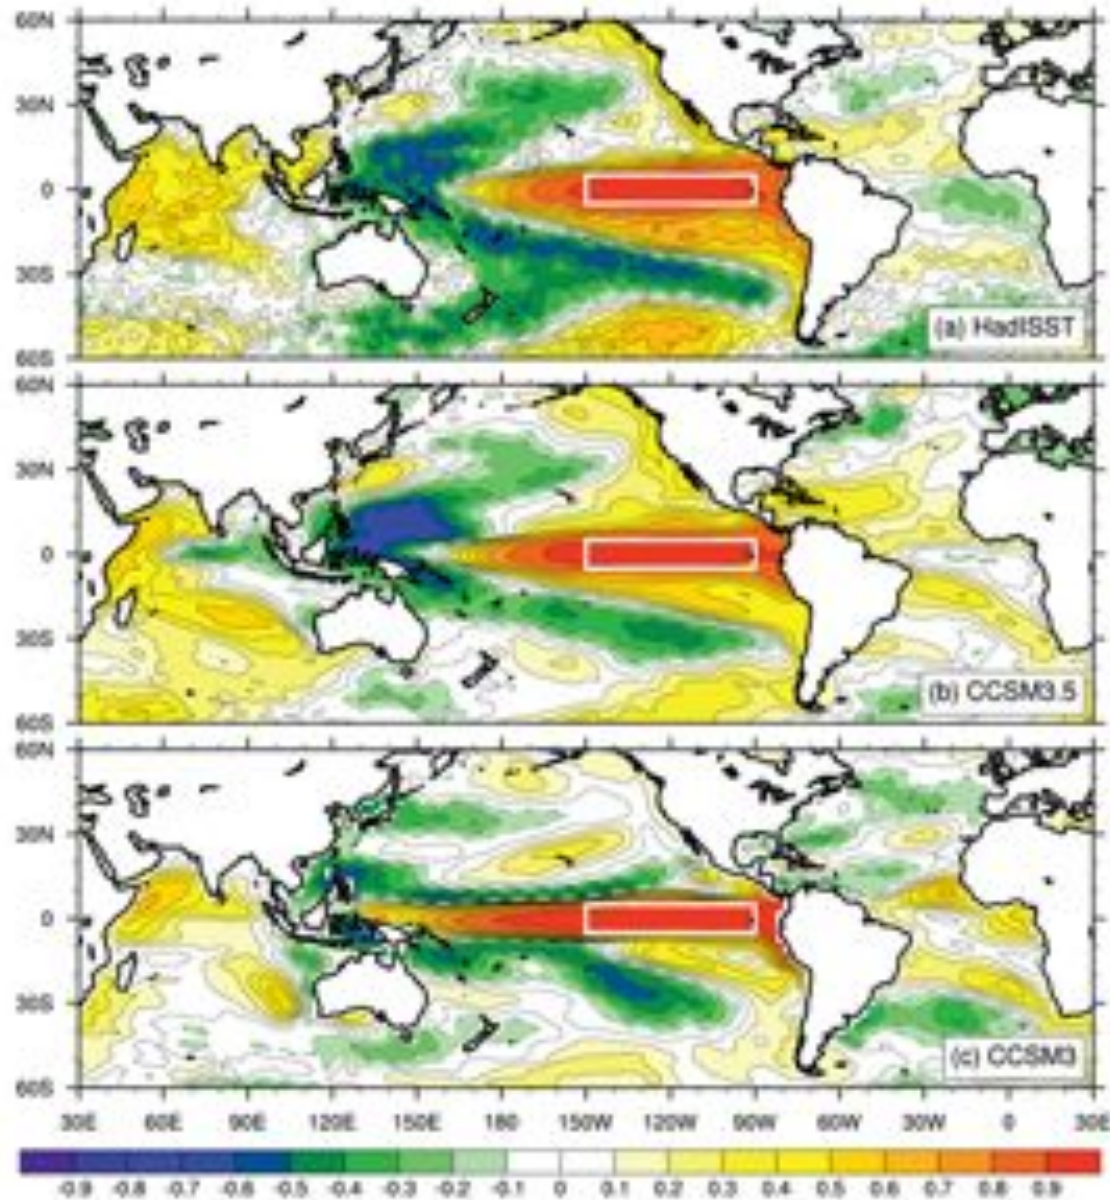 60N
30N
0
30S
60S
(a) HadISST
60N
30N
0
30S
60S
(b) CCSM3.5
60N
30N
0
30S
60S
(c) CCSM3
30E 60E 90E 120E 150E 180 150W 120W 90W 60W 30W 0 30E
-0.9 -0.8 -0.7 -0.6 -0.5 -0.4 -0.3 -0.2 -0.1 0 0.1 0.2 0.3 0.4 0.5 0.6 0.7 0.8 0.9